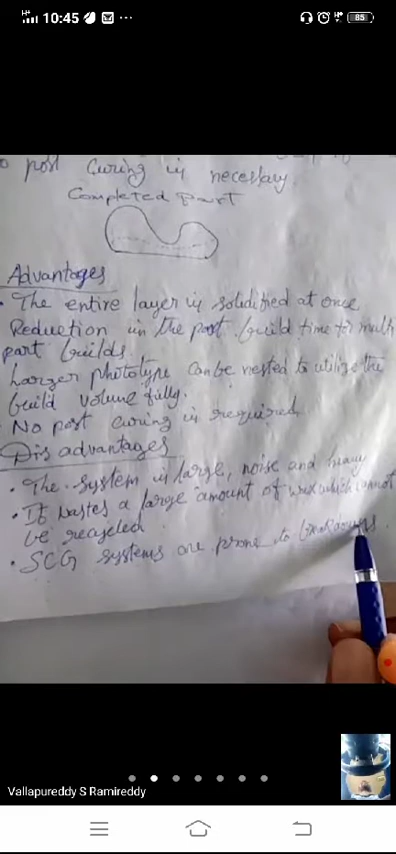 10:45 ... 85
post Curing is necessary.
Completed Part
Advantages
• The entire layer is solidified at once
Reduction in the part build time for multi
part builds.
Larger phototype can be nested to utilize the
build volume fully.
No post curing is required
Disadvantages
• The system is large, noise and heavy
• It wastes a large amount of wax which cannot
be recycled
• SCG systems are prone to breakdowns.
Vallapureddy S Ramireddy